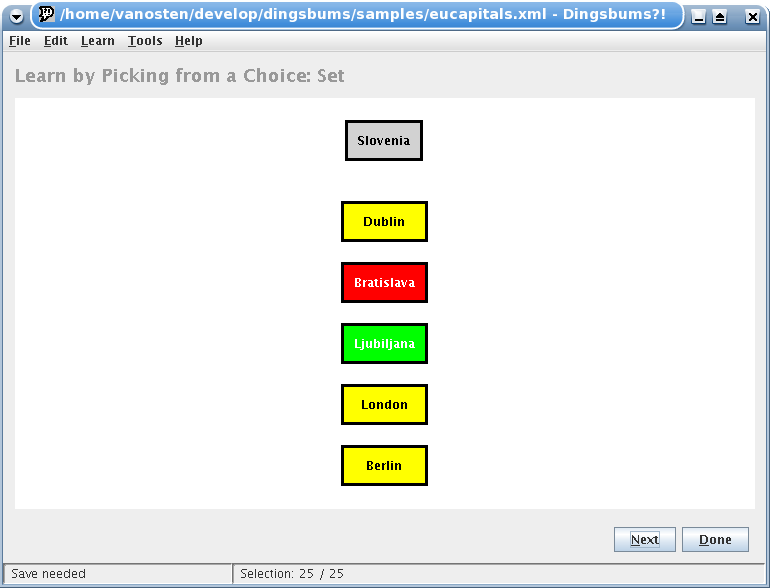 /home/vanosten/develop/dingsbums/samples/eucapitals.xml - Dingsbums?!
File Edit Learn Tools Help
Learn by Picking from a Choice: Set
Slovenia
Dublin
Bratislava
Ljubiljana
London
Berlin
Next Done
Save needed Selection: 25 / 25